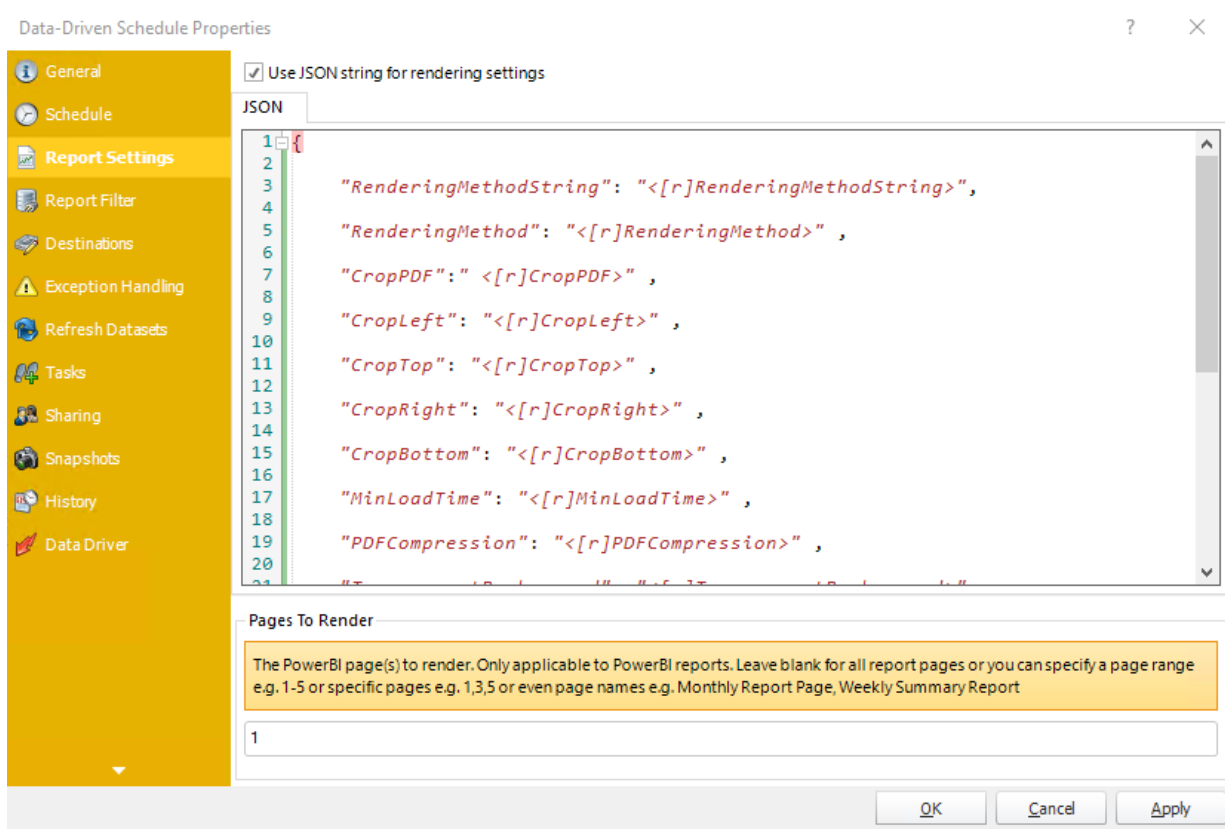 Data-Driven Schedule Properties
?
General
Schedule
Report Settings
Report Filter
Destinations
Exception Handling
Refresh Datasets
Tasks
Sharing
Snapshots
History
Data Driver
Use JSON string for rendering settings
JSON
1 {
2
3 "RenderingMethodString": "<[r]RenderingMethodString>",
4
5 "RenderingMethod": "<[r]RenderingMethod>" ,
6
7 "CropPDF":" <[r]CropPDF>" ,
8
9 "CropLeft": "<[r]CropLeft>" ,
10
11 "CropTop": "<[r]CropTop>" ,
12
13 "CropRight": "<[r]CropRight>" ,
14
15 "CropBottom": "<[r]CropBottom>" ,
16
17 "MinLoadTime": "<[r]MinLoadTime>" ,
18
19 "PDFCompression": "<[r]PDFCompression>" ,
20
21
Pages To Render
The PowerBI page(s) to render. Only applicable to PowerBI reports. Leave blank for all report pages or you can specify a page range
e.g. 1-5 or specific pages e.g. 1,3,5 or even page names e.g. Monthly Report Page, Weekly Summary Report
1
OK
Cancel
Apply